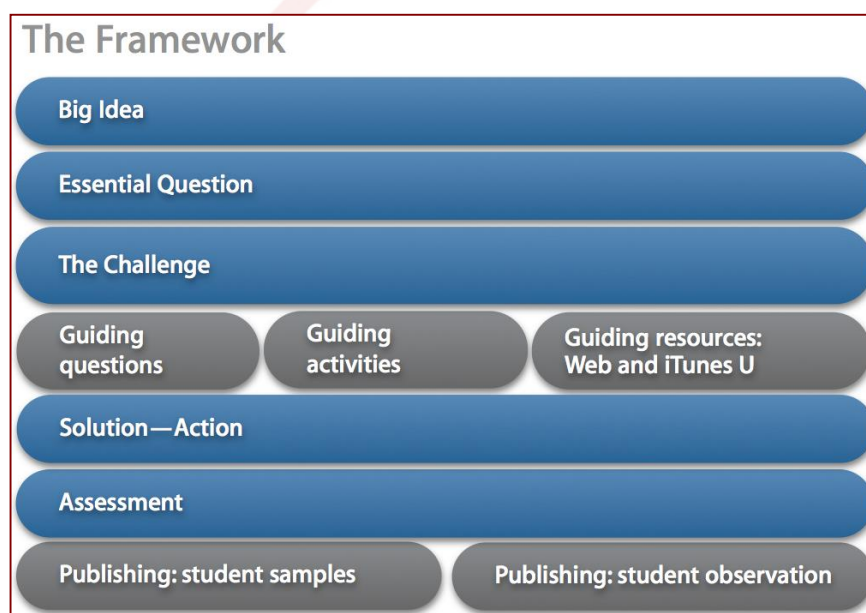 The Framework
Big Idea
Essential Question
The Challenge
Guiding
questions
Guiding
activities
Guiding resources:
Web and iTunes U
Solution—Action
Assessment
Publishing: student samples
Publishing: student observation